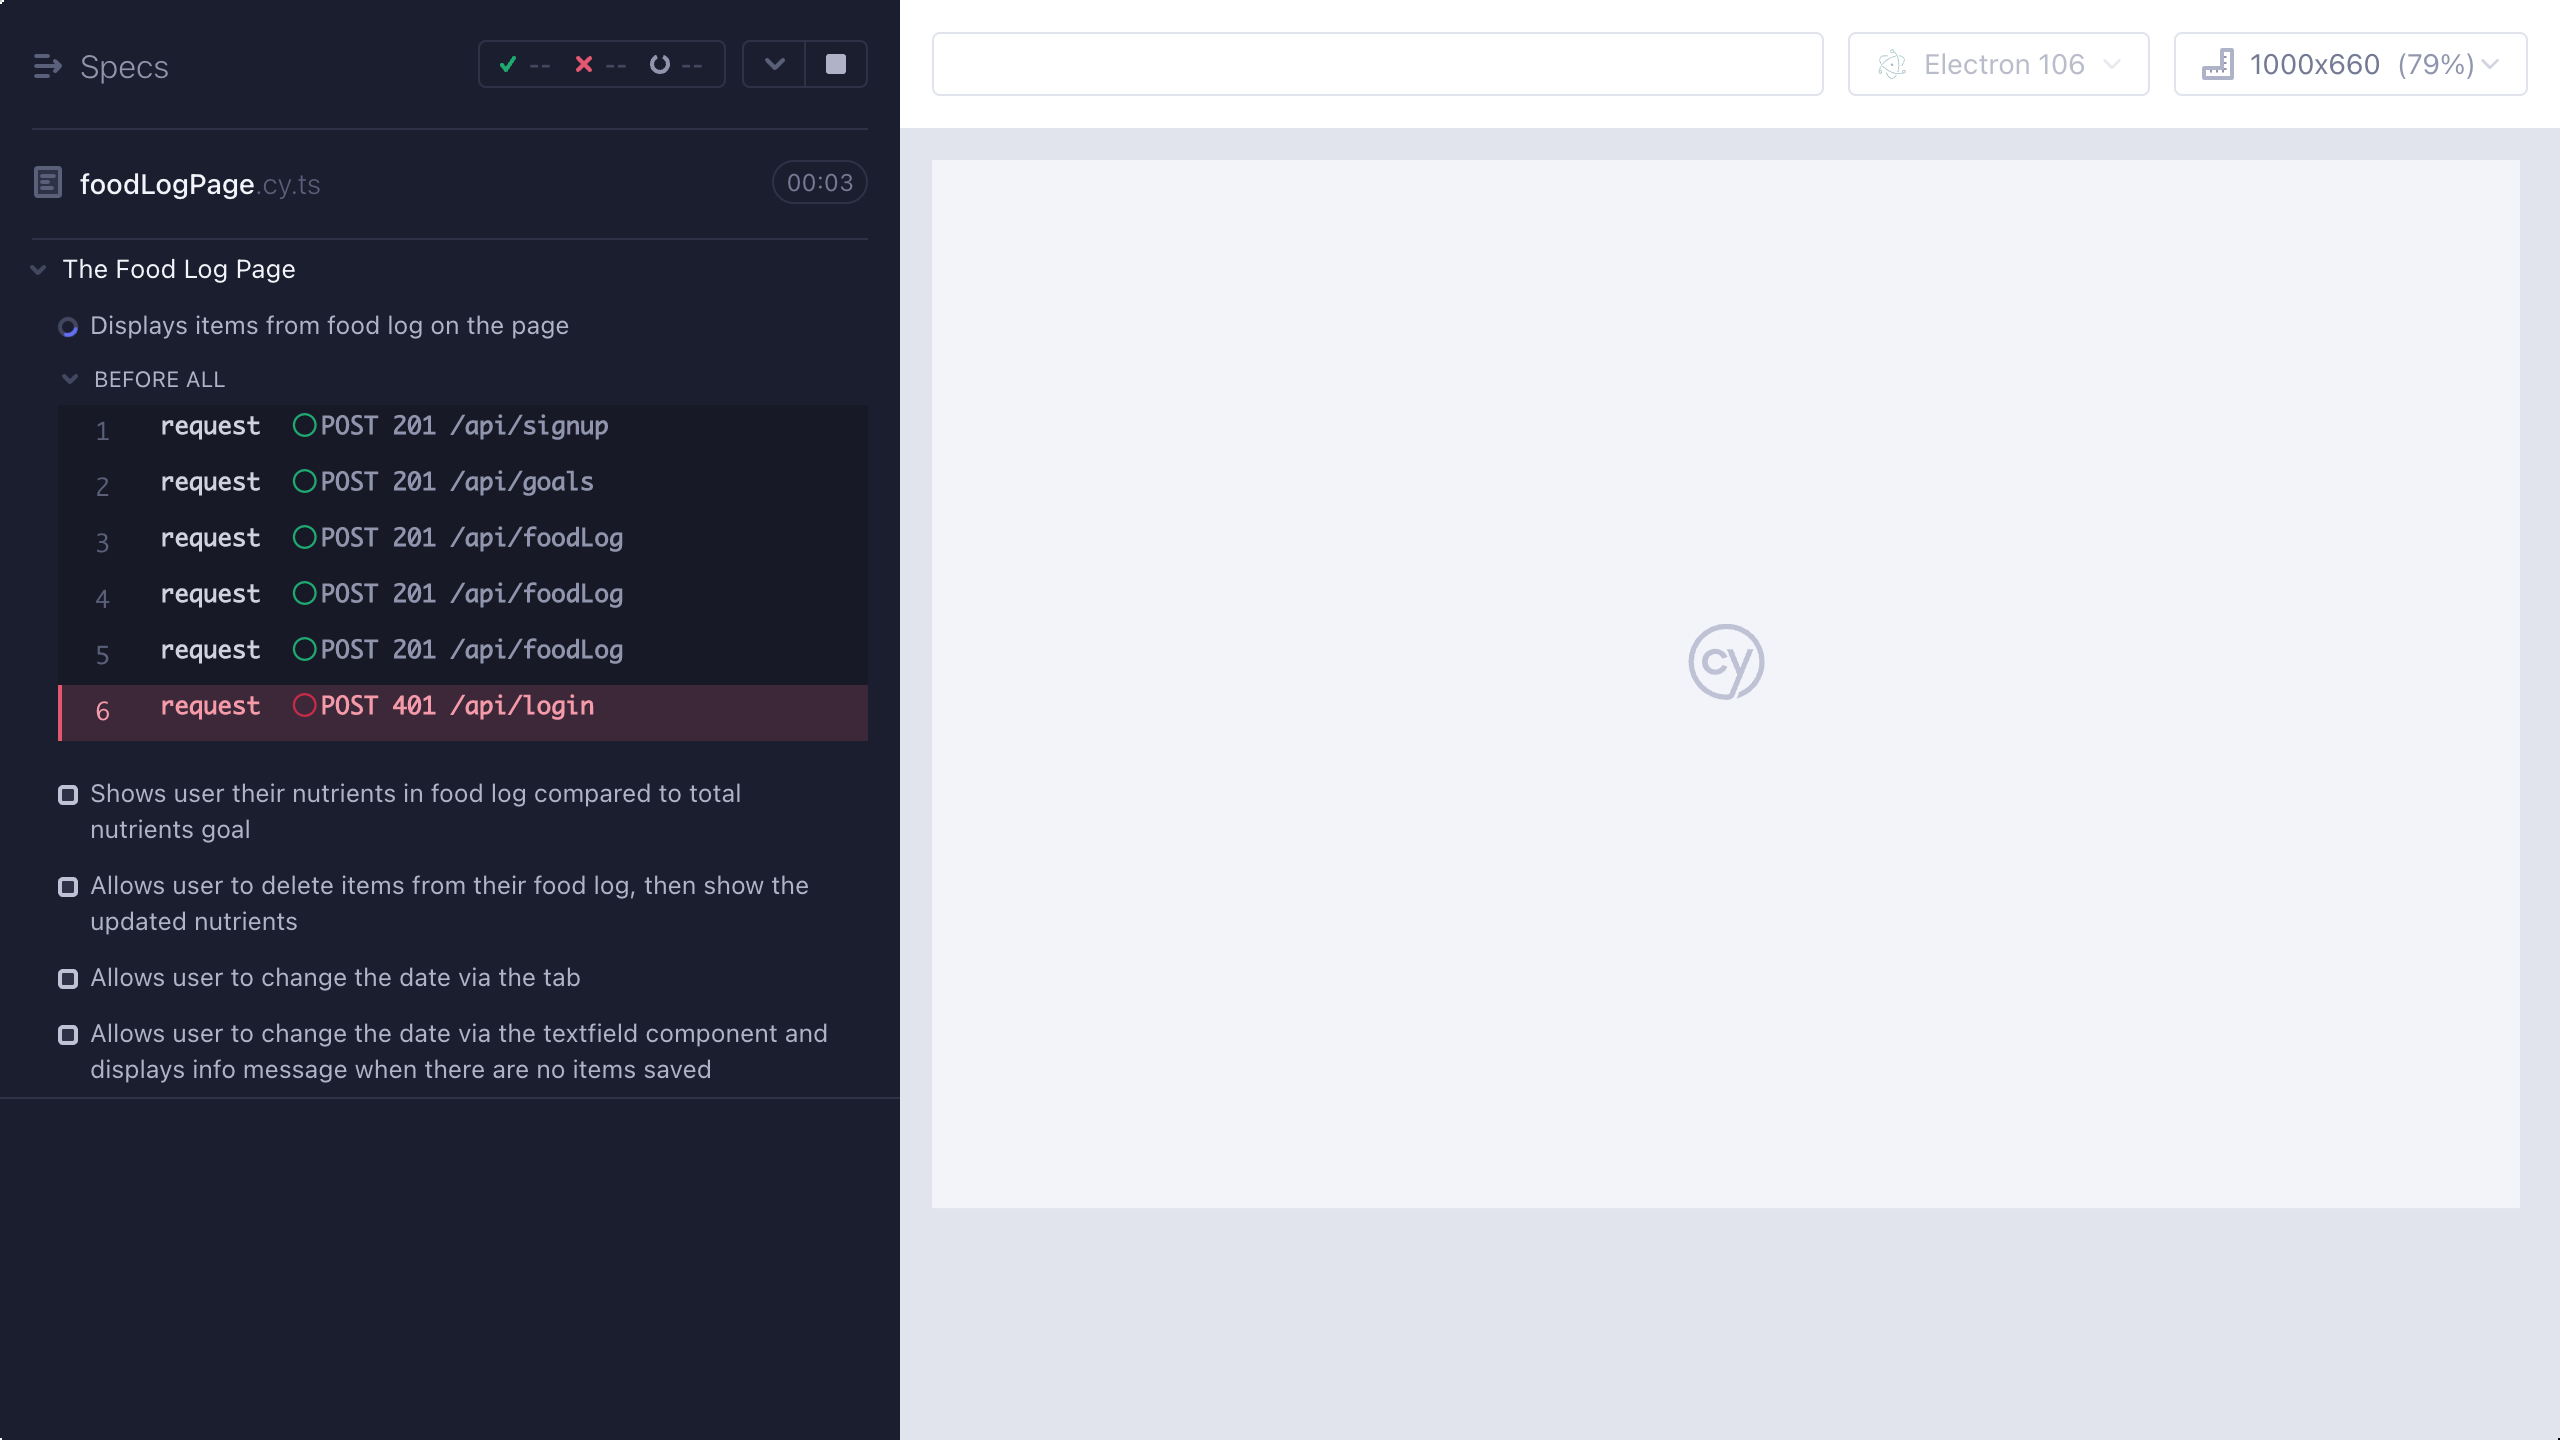 Specs
-- -- --
foodLogPage.cy.ts
00:03
The Food Log Page
Displays items from food log on the page
BEFORE ALL
1 request POST 201 /api/signup
2 request POST 201 /api/goals
3 request POST 201 /api/foodLog
4 request POST 201 /api/foodLog
5 request POST 201 /api/foodLog
6 request POST 401 /api/login
Shows user their nutrients in food log compared to total
nutrients goal
Allows user to delete items from their food log, then show the
updated nutrients
Allows user to change the date via the tab
Allows user to change the date via the textfield component and
displays info message when there are no items saved
Electron 106
1000x660 (79%)
cy